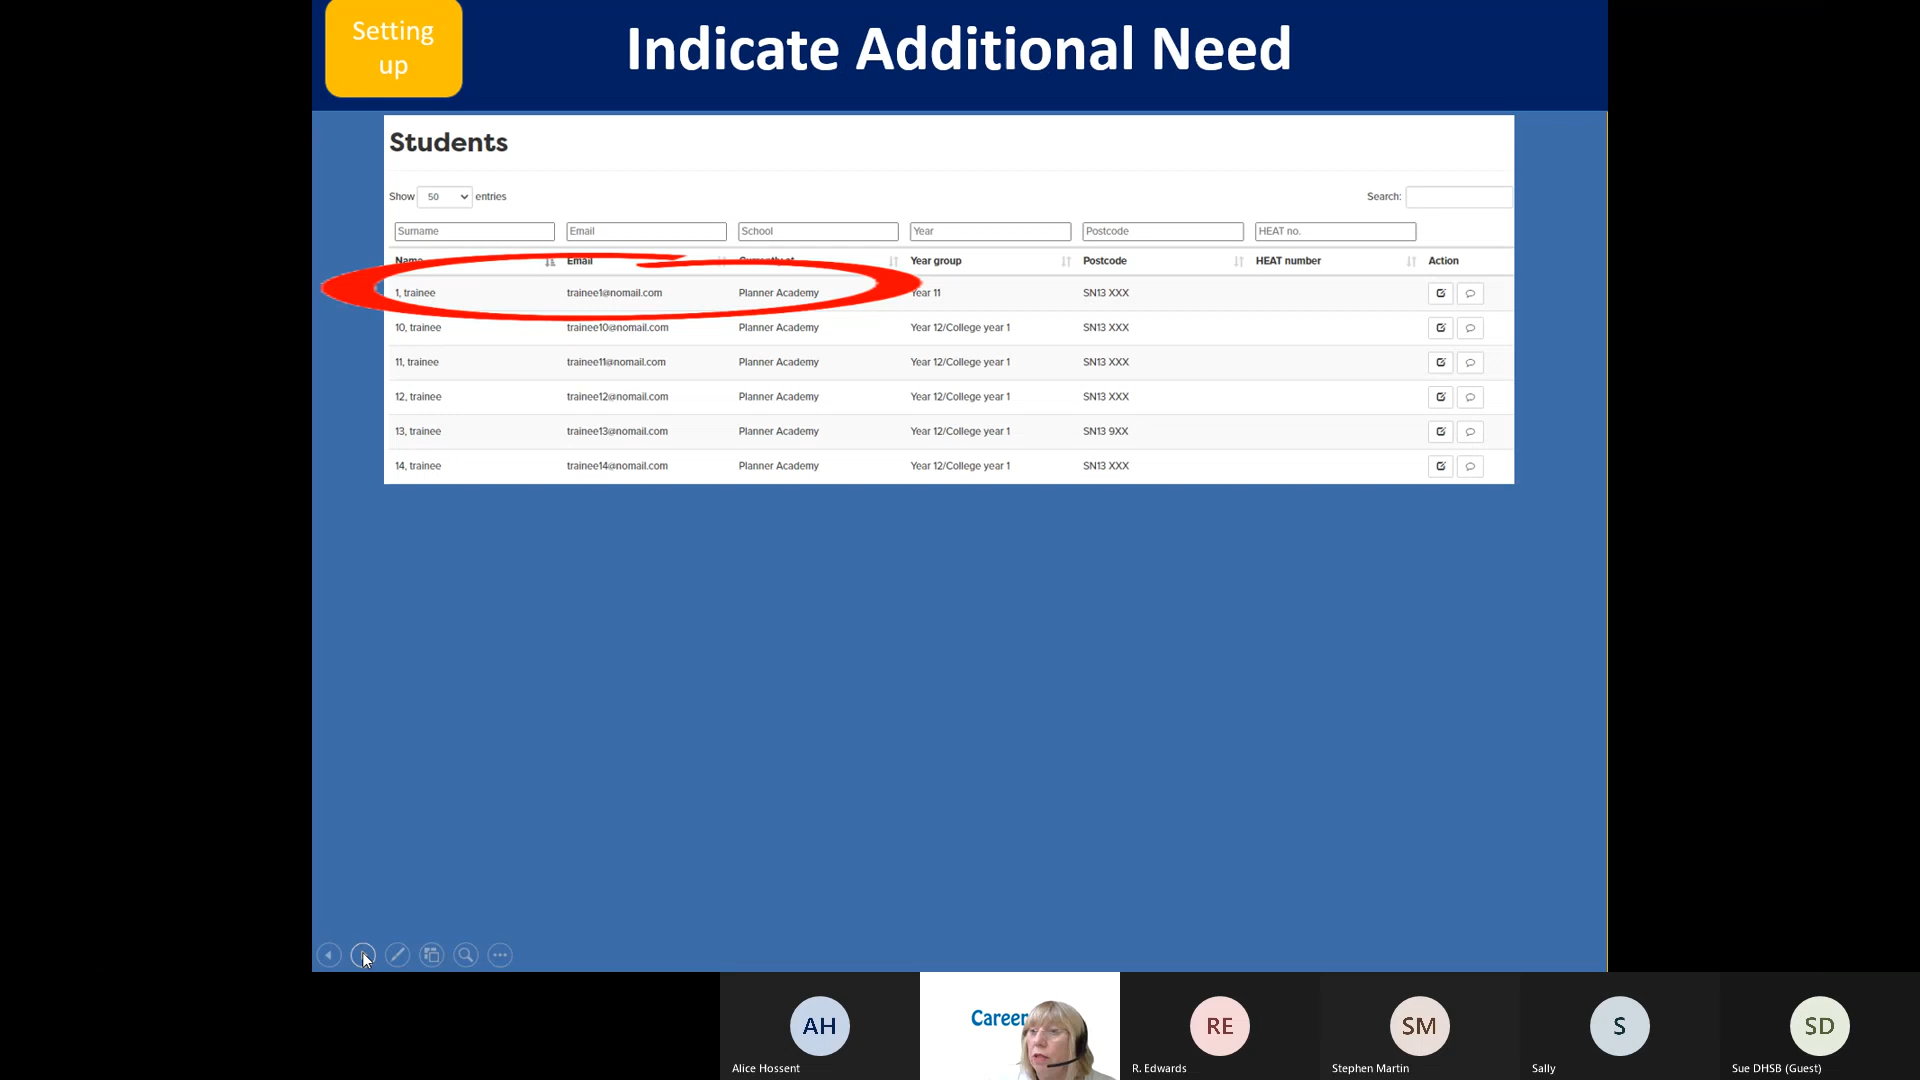 Setting
up
Indicate Additional Need
Students
Show 50 entries
Search:
Surname Email School Year Postcode HEAT no.
Name Email Currently at Year group Postcode HEAT number Action
1, trainee trainee1@nomail.com Planner Academy Year 11 SN13 XXX
10, trainee trainee10@nomail.com Planner Academy Year 12/College year 1 SN13 XXX
11, trainee trainee11@nomail.com Planner Academy Year 12/College year 1 SN13 XXX
12, trainee trainee12@nomail.com Planner Academy Year 12/College year 1 SN13 XXX
13, trainee trainee13@nomail.com Planner Academy Year 12/College year 1 SN13 9XX
14, trainee trainee14@nomail.com Planner Academy Year 12/College year 1 SN13 XXX
AH Career RE SM S SD
Alice Hossent R. Edwards Stephen Martin Sally Sue DHSB (Guest)